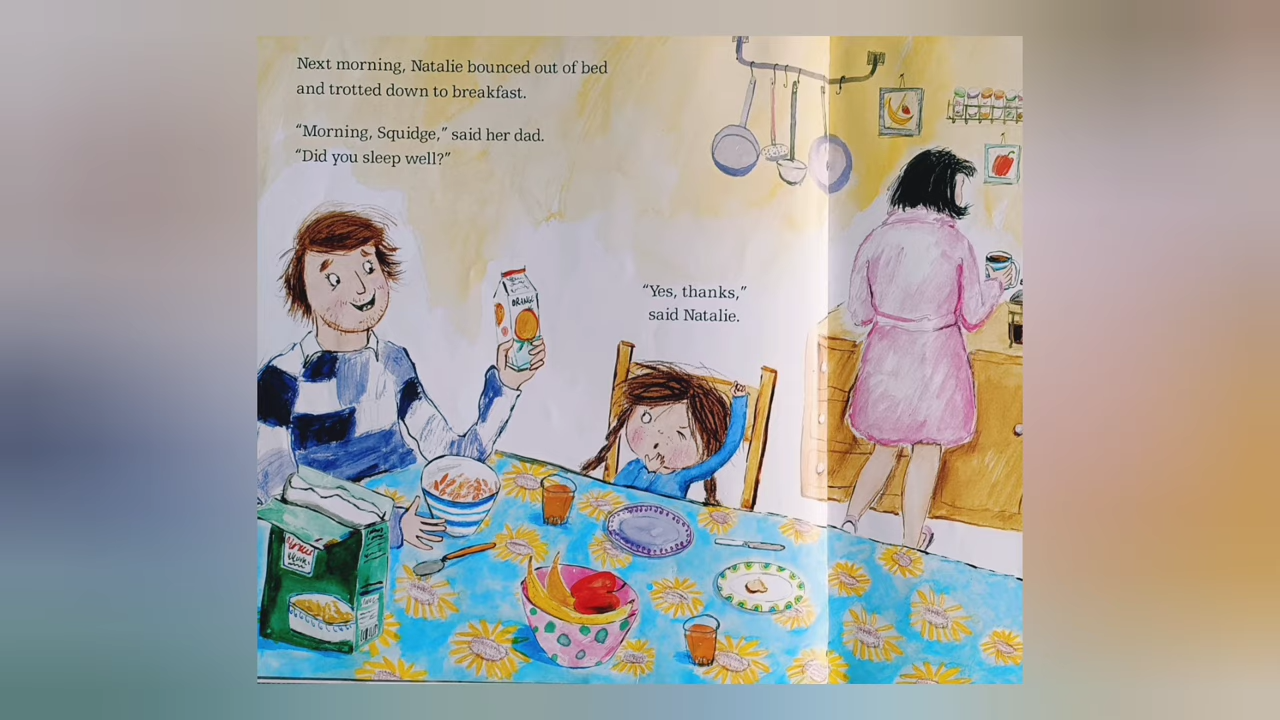 Next morning, Natalie bounced out of bed
and trotted down to breakfast.
“Morning, Squidge,” said her dad.
“Did you sleep well?”
“Yes, thanks,”
said Natalie.
ORANGE